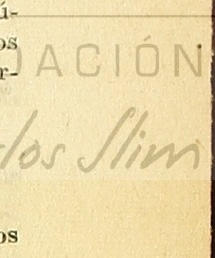 ú-
os
DACIÓN
r-
los Slim
os